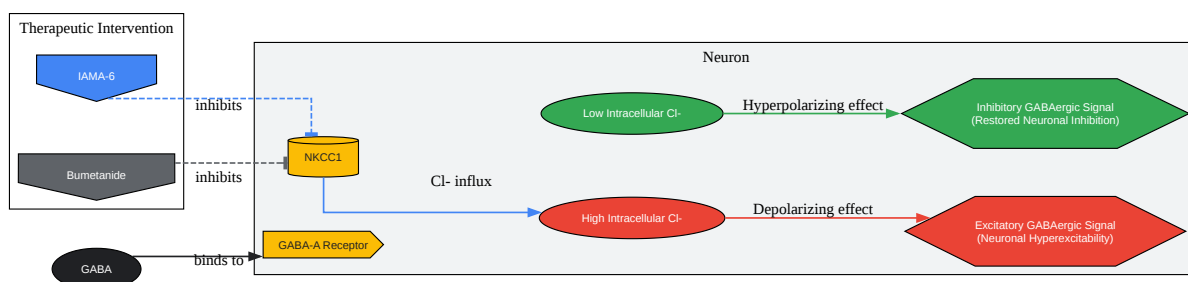 Therapeutic Intervention
IAMA-6
inhibits
Bumetanide
inhibits
GABA
binds to
Neuron
NKCC1
Cl- influx
GABA-A Receptor
Low Intracellular Cl-
Hyperpolarizing effect
Inhibitory GABAergic Signal
(Restored Neuronal Inhibition)
High Intracellular Cl-
Depolarizing effect
Excitatory GABAergic Signal
(Neuronal Hyperexcitability)